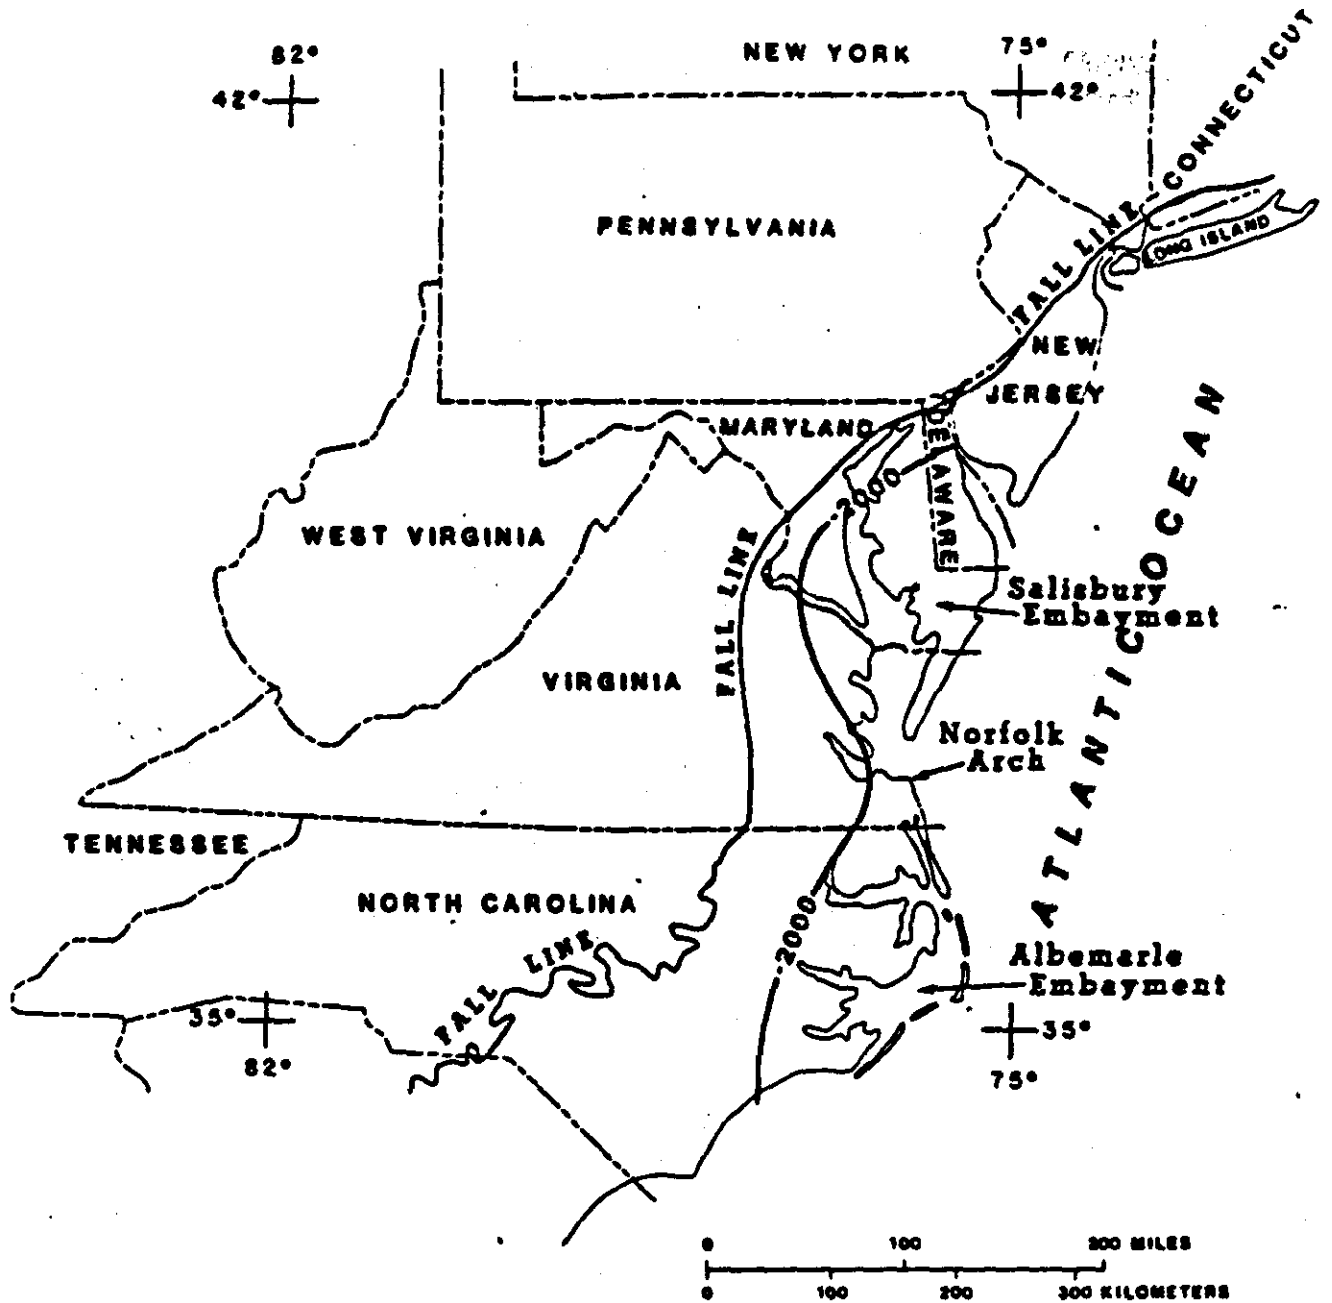 82°
NEW YORK
75°
42°
42°
CONNECTICUT
PENNSYLVANIA
FALL LINE
LONG ISLAND
NEW
JERSEY
MARYLAND
DELAWARE
-2000
WEST VIRGINIA
FALL LINE
Salisbury
Embayment
ATLANTIC OCEAN
VIRGINIA
Norfolk
Arch
TENNESSEE
NORTH CAROLINA
FALL LINE
-2000
Albemarle
Embayment
35°
82°
35°
75°
0 100 200 MILES
0 100 200 300 KILOMETERS